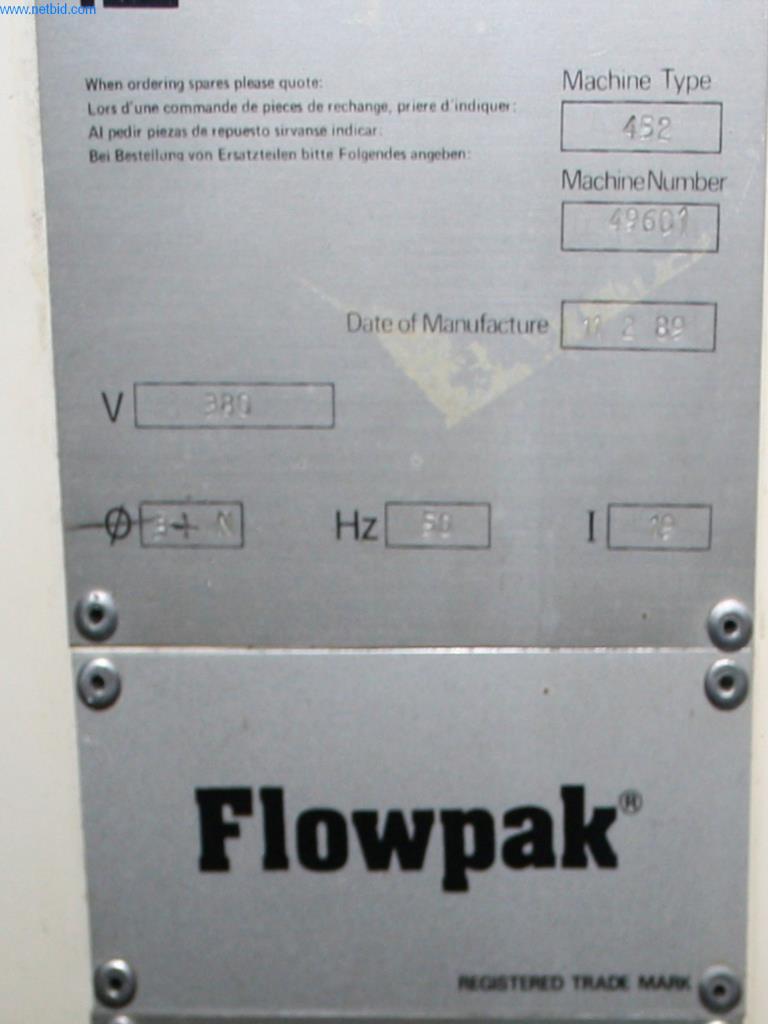 www.netbid.com
When ordering spares please quote:
Lors d'une commande de pieces de rechange, priere d'indiquer:
Al pedir piezas de repuesto sirvanse indicar:
Bei Bestellung von Ersatzteilen bitte Folgendes angeben:
Machine Type
452
Machine Number
49601
Date of Manufacture 11 2 89
V 380
Ø 3+ N Hz 50 I
Flowpak®
REGISTERED TRADE MARK